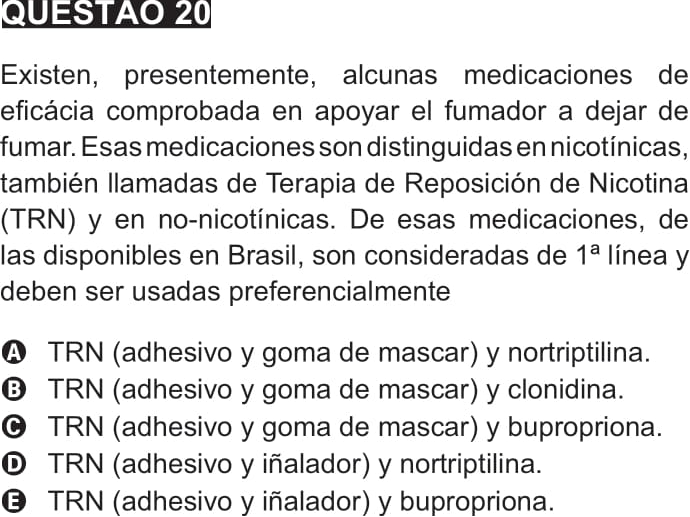 QUESTÃO 20
Existen, presentemente, alcunas medicaciones de
eficácia comprobada en apoyar el fumador a dejar de
fumar. Esas medicaciones son distinguidas en nicotínicas,
también llamadas de Terapia de Reposición de Nicotina
(TRN) y en no-nicotínicas. De esas medicaciones, de
las disponibles en Brasil, son consideradas de 1ª línea y
deben ser usadas preferencialmente
A TRN (adhesivo y goma de mascar) y nortriptilina.
B TRN (adhesivo y goma de mascar) y clonidina.
C TRN (adhesivo y goma de mascar) y bupropriona.
D TRN (adhesivo y iñalador) y nortriptilina.
E TRN (adhesivo y iñalador) y bupropriona.